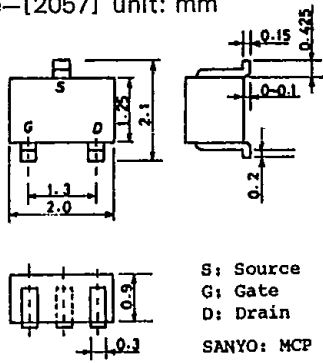 [2057] unit: mm
0.15
0.425
S
1.25
2.1
0~0.1
G
D
1.3
2.0
0.2
0.9
0.3
S: Source
G: Gate
D: Drain
SANYO: MCP